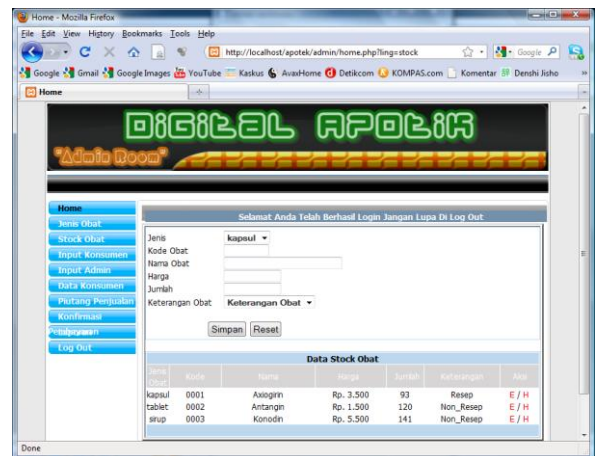 Home - Mozilla Firefox
File Edit View History Bookmarks Tools Help
http://localhost/apotek/admin/home.php?ling=stock
Google
Google Gmail Google Images YouTube Kaskus AvaxHome Detikcom KOMPAS.com Komentar Denshi Jisho
Home
DIGITAL APOTIK
"Admin Room"
Home
Jenis Obat
Stock Obat
Input Konsumen
Input Admin
Data Konsumen
Piutang Penjualan
Konfirmasi
Log Out
Selamat Anda Telah Berhasil Login Jangan Lupa Di Log Out
Jenis kapsul
Kode Obat
Nama Obat
Harga
Jumlah
Keterangan Obat Keterangan Obat
Simpan Reset
Data Stock Obat
Jenis Obat Kode Nama Harga Jumlah Keterangan Aksi
kapsul 0001 Axiogirin Rp. 3.500 93 Resep E / H
tablet 0002 Antangin Rp. 1.500 120 Non_Resep E / H
sirup 0003 Konodin Rp. 5.500 141 Non_Resep E / H
Done